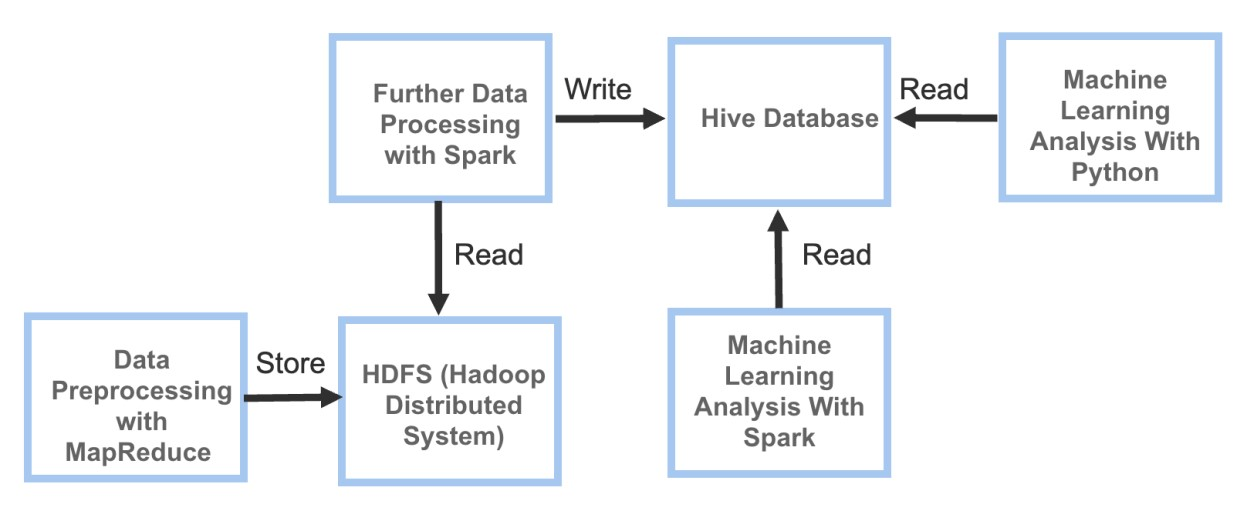 Further Data
Processing
with Spark
Write
Hive Database
Read
Machine
Learning
Analysis With
Python
Read
Read
Data
Preprocessing
with
MapReduce
Store
HDFS (Hadoop
Distributed
System)
Machine
Learning
Analysis With
Spark